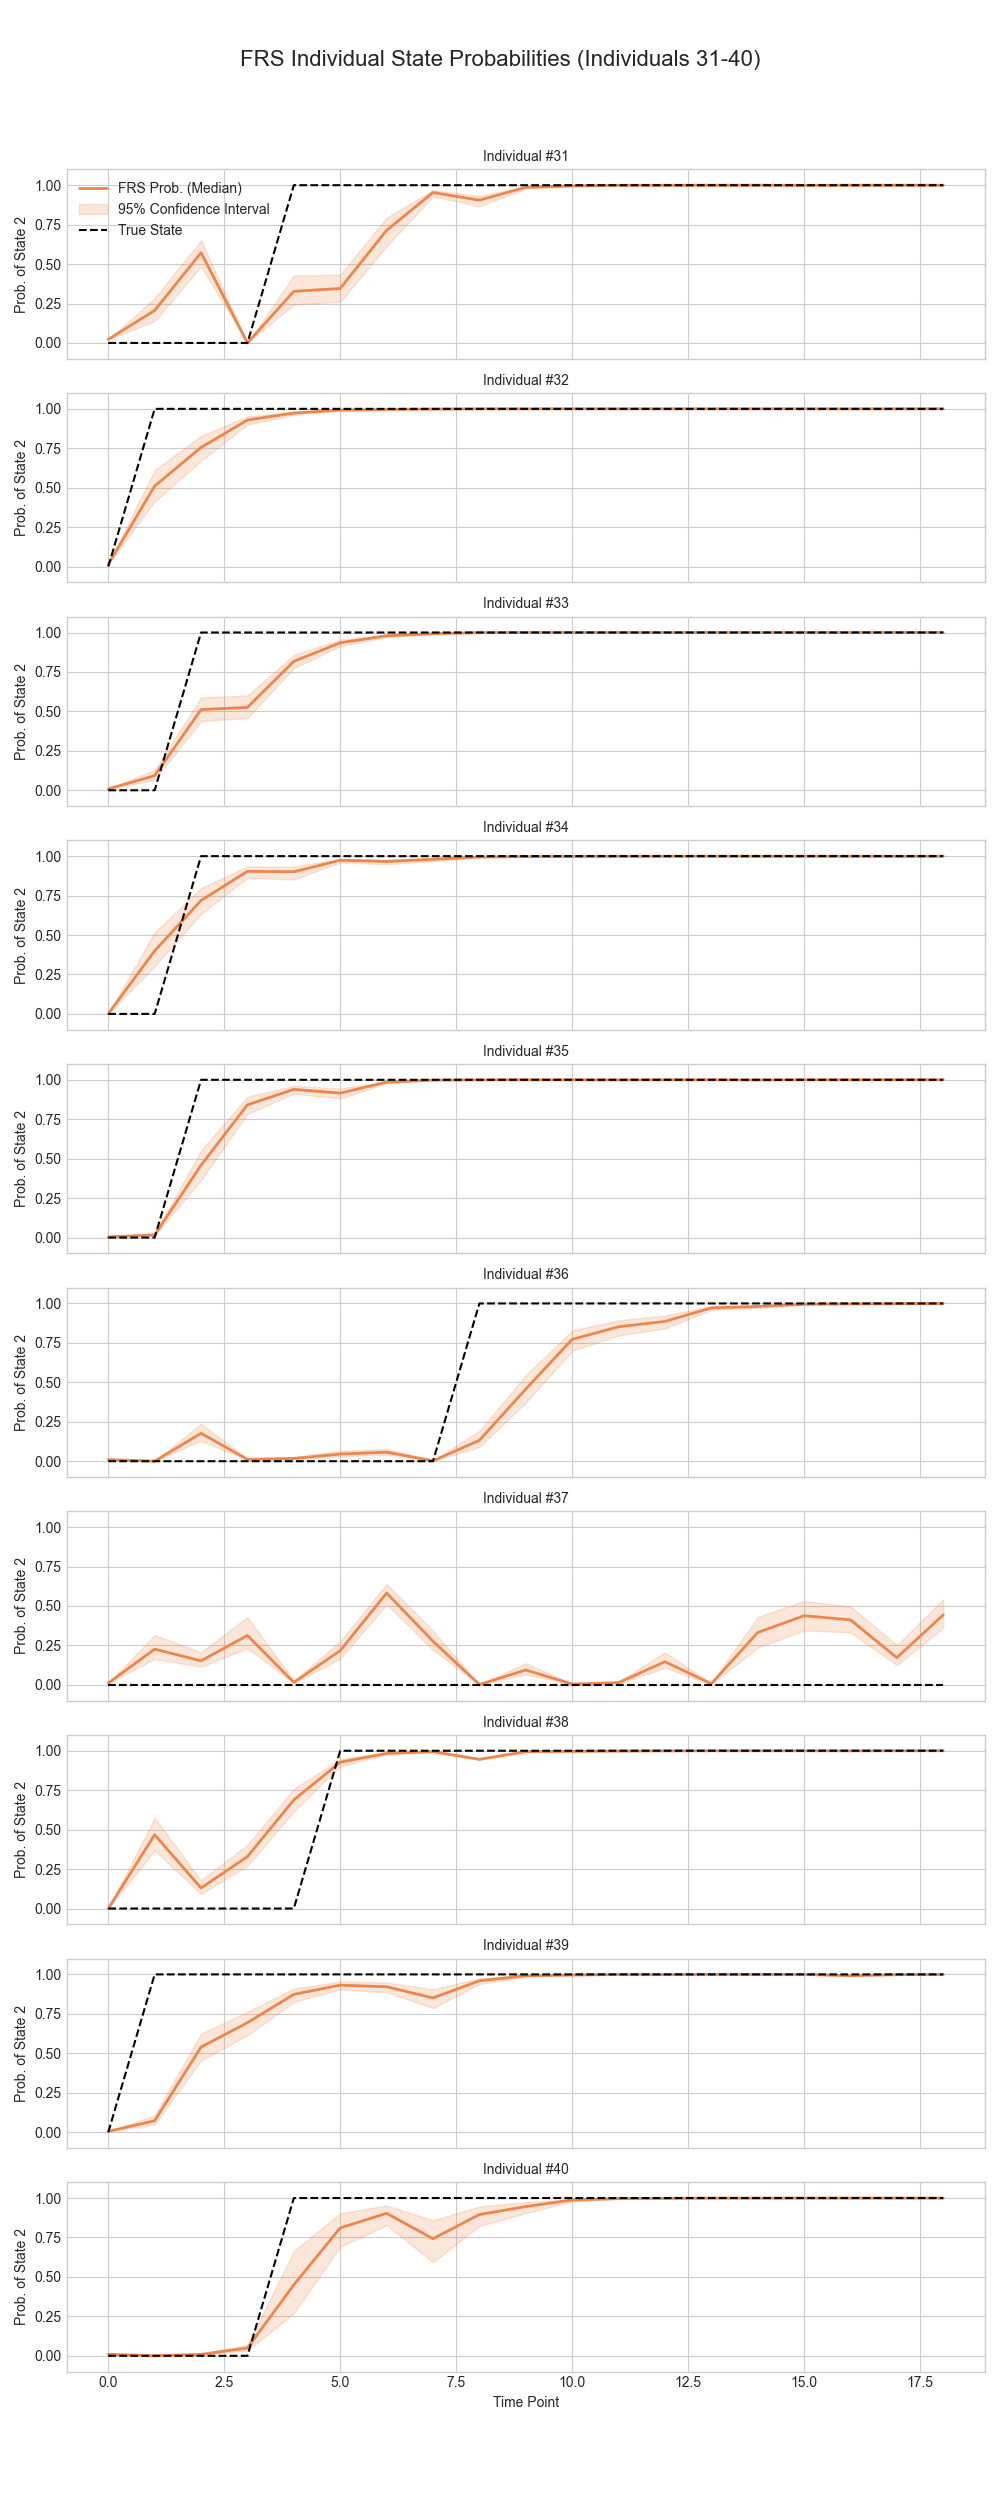 FRS Individual State Probabilities (Individuals 31-40)
Individual #31
1.00
0.75
0.50
0.25
0.00
Prob. of State 2
FRS Prob. (Median)
95% Confidence Interval
True State
Individual #32
1.00
0.75
0.50
0.25
0.00
Prob. of State 2
Individual #33
1.00
0.75
0.50
0.25
0.00
Prob. of State 2
Individual #34
1.00
0.75
0.50
0.25
0.00
Prob. of State 2
Individual #35
1.00
0.75
0.50
0.25
0.00
Prob. of State 2
Individual #36
1.00
0.75
0.50
0.25
0.00
Prob. of State 2
Individual #37
1.00
0.75
0.50
0.25
0.00
Prob. of State 2
Individual #38
1.00
0.75
0.50
0.25
0.00
Prob. of State 2
Individual #39
1.00
0.75
0.50
0.25
0.00
Prob. of State 2
Individual #40
1.00
0.75
0.50
0.25
0.00
Prob. of State 2
0.0 2.5 5.0 7.5 10.0 12.5 15.0 17.5
Time Point